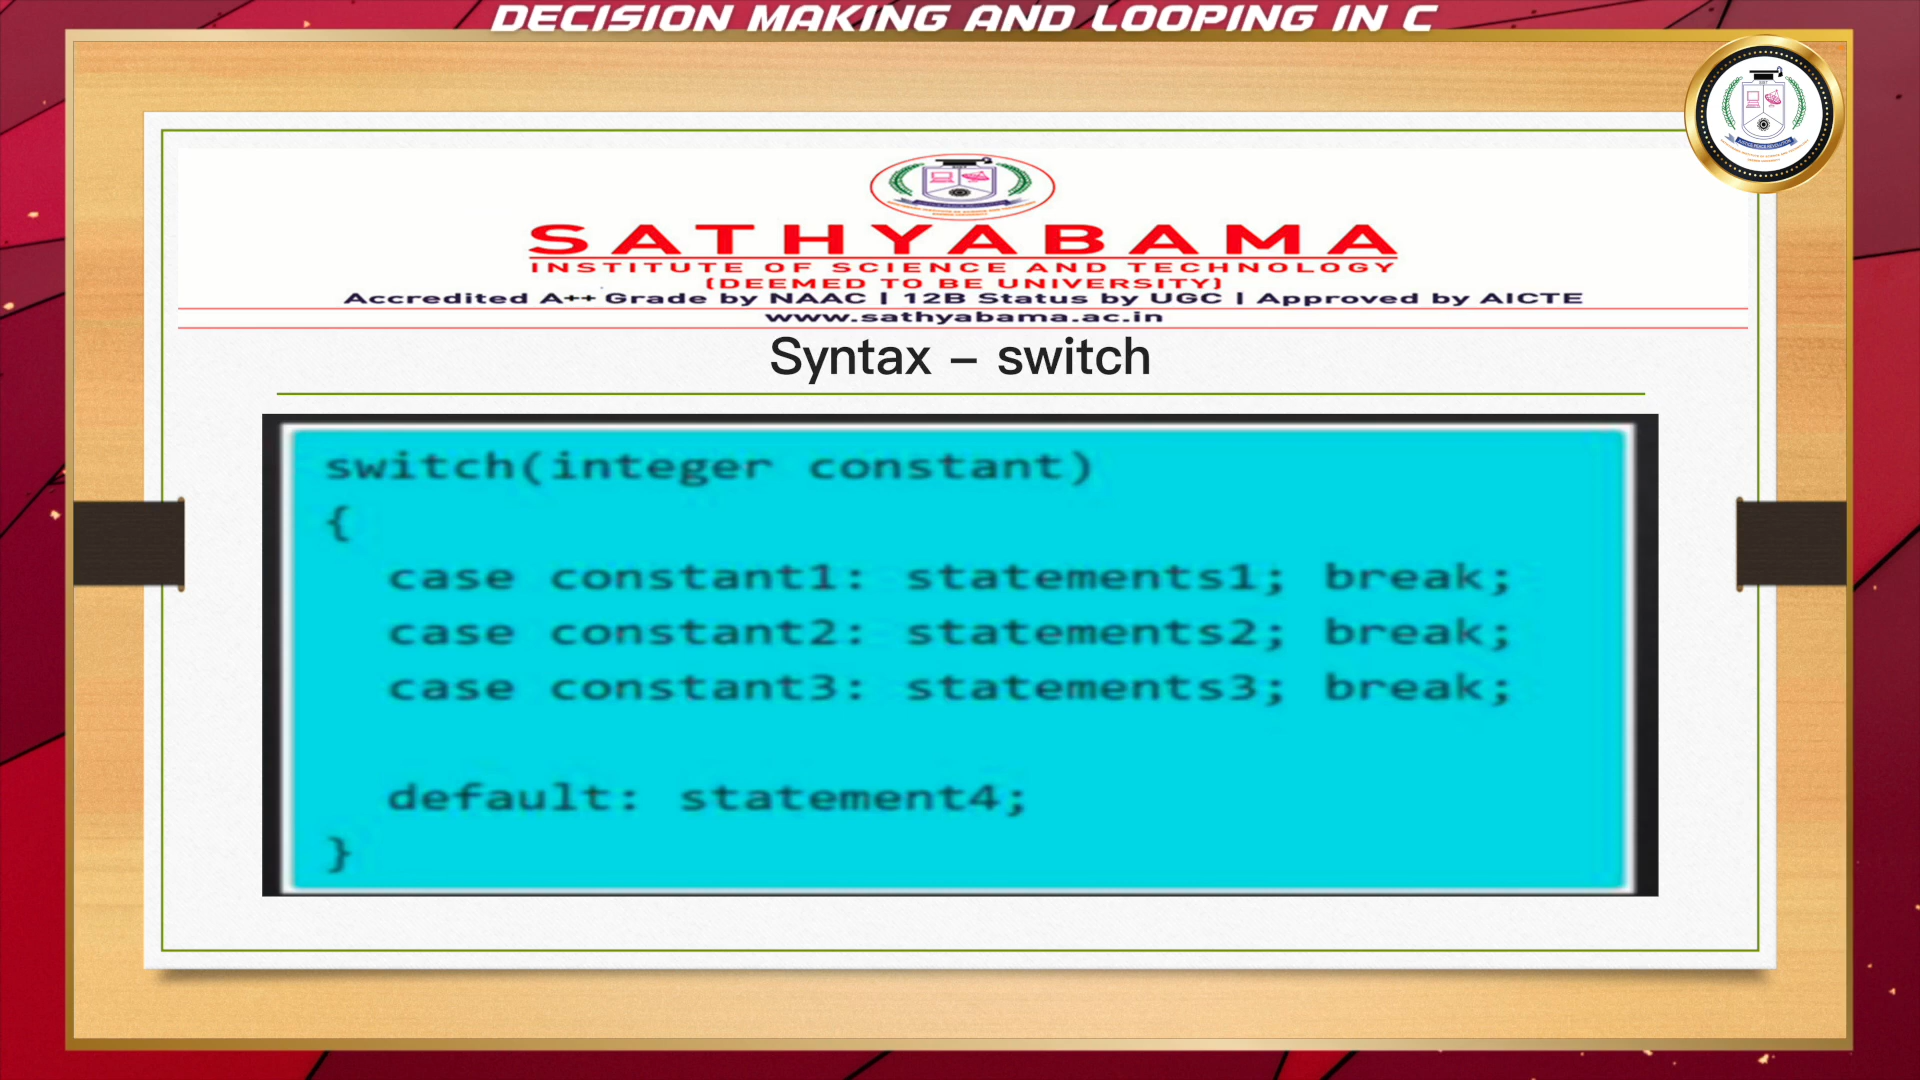 DECISION MAKING AND LOOPING IN C
SATHYABAMA
INSTITUTE OF SCIENCE AND TECHNOLOGY
(DEEMED TO BE UNIVERSITY)
Accredited A++ Grade by NAAC | 12B Status by UGC | Approved by AICTE
www.sathyabama.ac.in
Syntax – switch
switch(integer constant)
{
case constant1: statements1; break;
case constant2: statements2; break;
case constant3: statements3; break;
default: statement4;
}